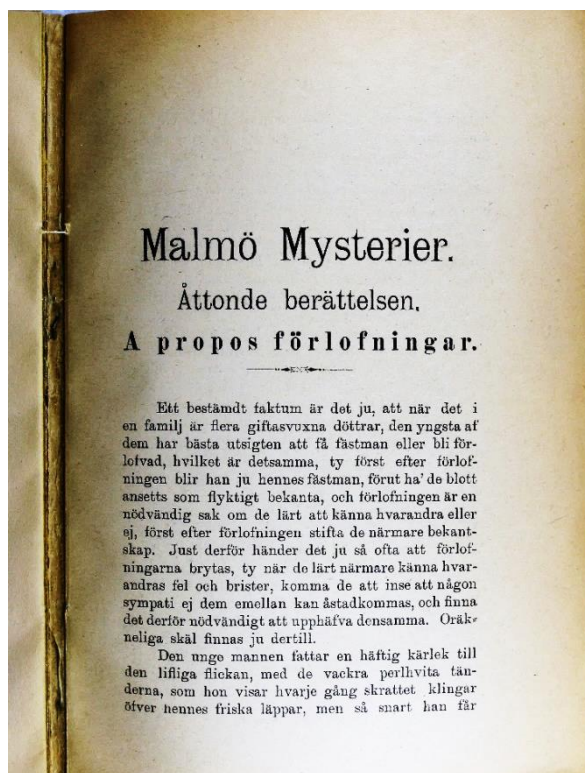 Malmö Mysterier.
Åttonde berättelsen.
A propos förlofningar.
Ett bestämdt faktum är det ju, att när det i
en familj är flera giftasvuxna döttrar, den yngsta af
dem har bästa utsigten att få fästman eller bli för-
lofvad, hvilket är detsamma, ty först efter förlof-
ningen blir han ju hennes fästman, förut ha' de blott
ansetts som flyktigt bekanta, och förlofningen är en
nödvändig sak om de lärt att känna hvarandra eller
ej, först efter förlofningen stifta de närmare bekant-
skap. Just derför händer det ju så ofta att förlof-
ningarna brytas, ty när de lärt närmare känna hvar-
andras fel och brister, komma de att inse att någon
sympati ej dem emellan kan åstadkommas, och finna
det derför nödvändigt att upphäfva densamma. Oräk-
neliga skäl finnas ju dertill.
Den unge mannen fattar en häftig kärlek till
den lifliga flickan, med de vackra perlhvita tän-
derna, som hon visar hvarje gång skrattet klingar
öfver hennes friska läppar, men så snart han får